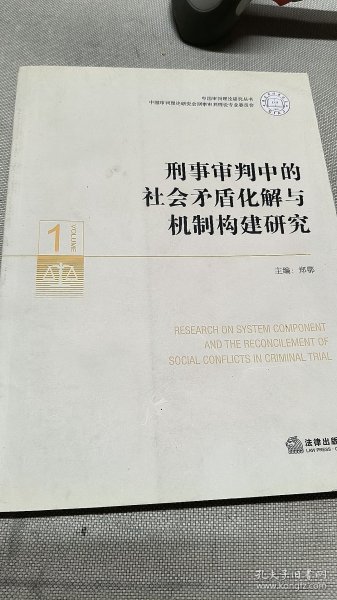 中国审判理论研究丛书
中国审判理论研究会刑事审判理论专业委员会
刑事审判中的
社会矛盾化解与
机制构建研究
1
VOLUME
主编：郑鄂
RESEARCH ON SYSTEM COMPONENT
AND THE RECONCILEMENT OF
SOCIAL CONFLICTS IN CRIMINAL TRIAL
法律出版
LAW PRESS·C
孔夫子旧书网